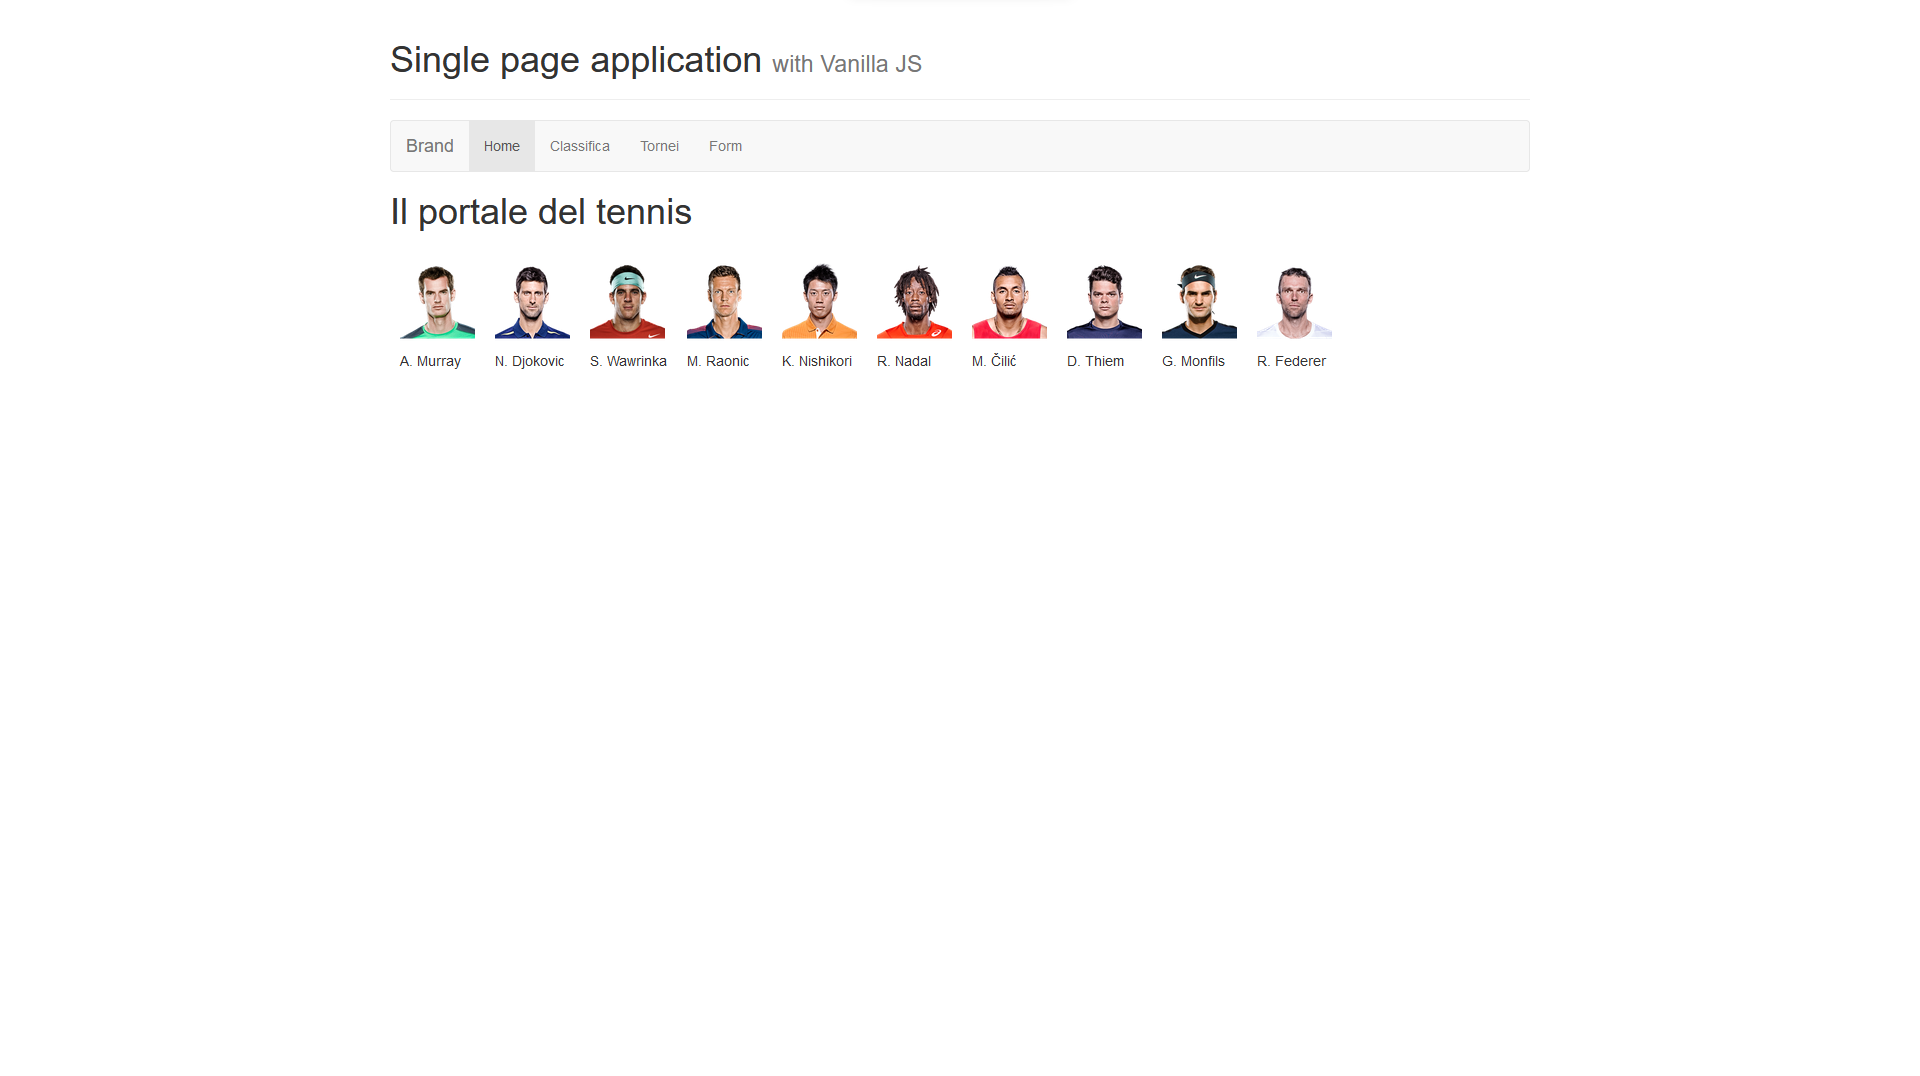 Single page application with Vanilla JS
Brand Home Classifica Tornei Form
Il portale del tennis
A. Murray N. Djokovic S. Wawrinka M. Raonic K. Nishikori R. Nadal M. Čilić D. Thiem G. Monfils R. Federer